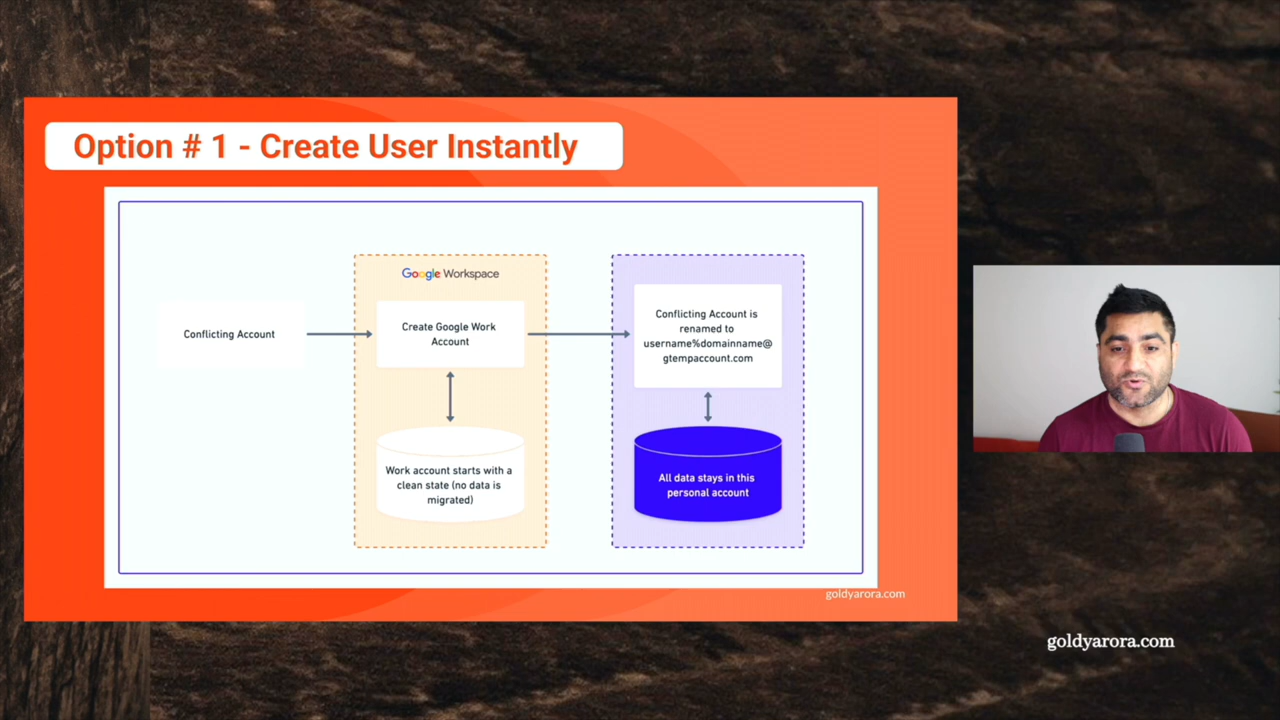 Option # 1 - Create User Instantly
Google Workspace
Conflicting Account
Create Google Work
Account
Conflicting Account is
renamed to
username%domainname@
gtempaccount.com
Work account starts with a
clean state (no data is
migrated)
All data stays in this
personal account
goldyarora.com
goldyarora.com